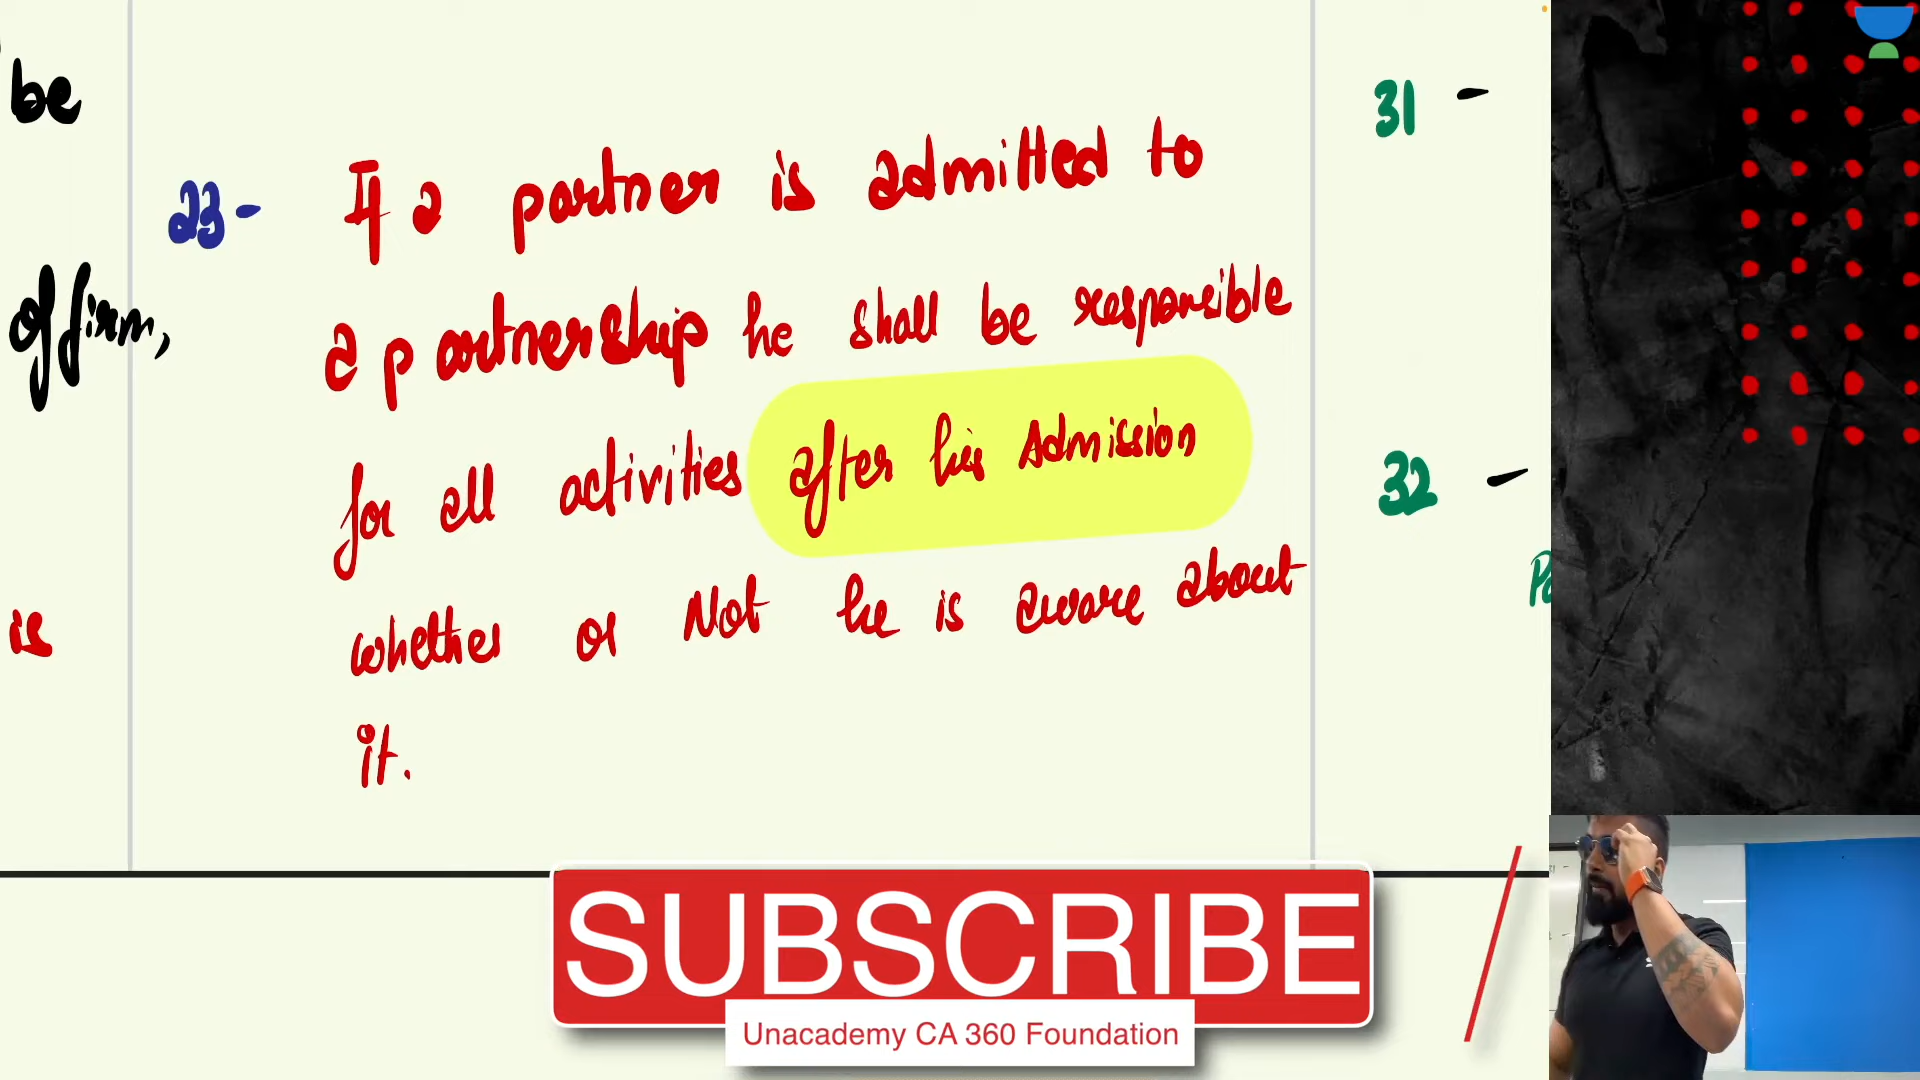 be
of firm,
is
23- If a partner is admitted to
a partnership he shall be responsible
for all activities after his Admission
whether or Not he is aware about
it.
31 -
32 -
SUBSCRIBE
Unacademy CA 360 Foundation